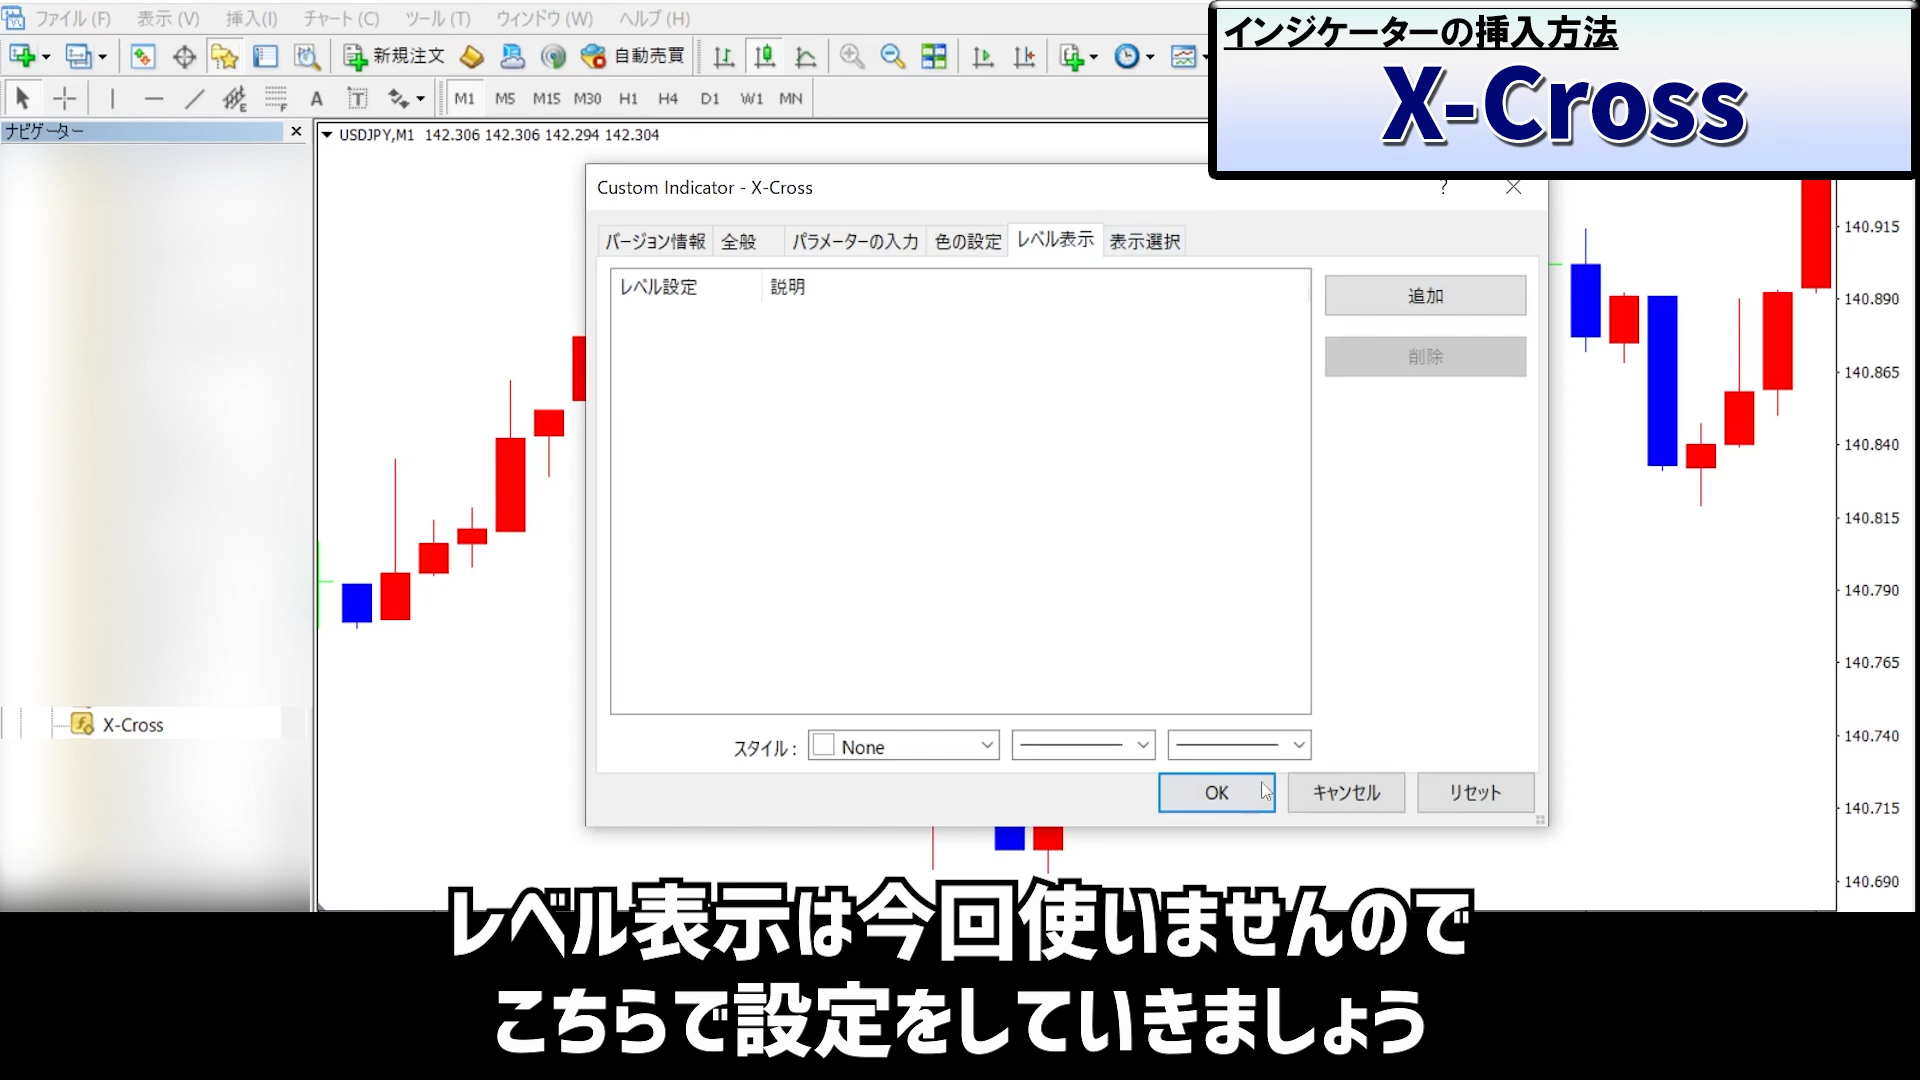 ファイル (F) 表示 (V) 挿入(I) チャート (C) ツール (T) ウィンドウ (W) ヘルプ (H)
新規注文 自動売買
A T M1 M5 M15 M30 H1 H4 D1 W1 MN
インジケーターの挿入方法
X-Cross
ナビゲーター
USDJPY,M1 142.306 142.306 142.294 142.304
Custom Indicator - X-Cross
バージョン情報 全般 パラメーターの入力 色の設定 レベル表示 表示選択
レベル設定 説明
追加
削除
スタイル : None
OK キャンセル リセット
X-Cross
140.915
140.890
140.865
140.840
140.815
140.790
140.765
140.740
140.715
140.690
レベル表示は今回使いませんので
こちらで設定をしていきましょう